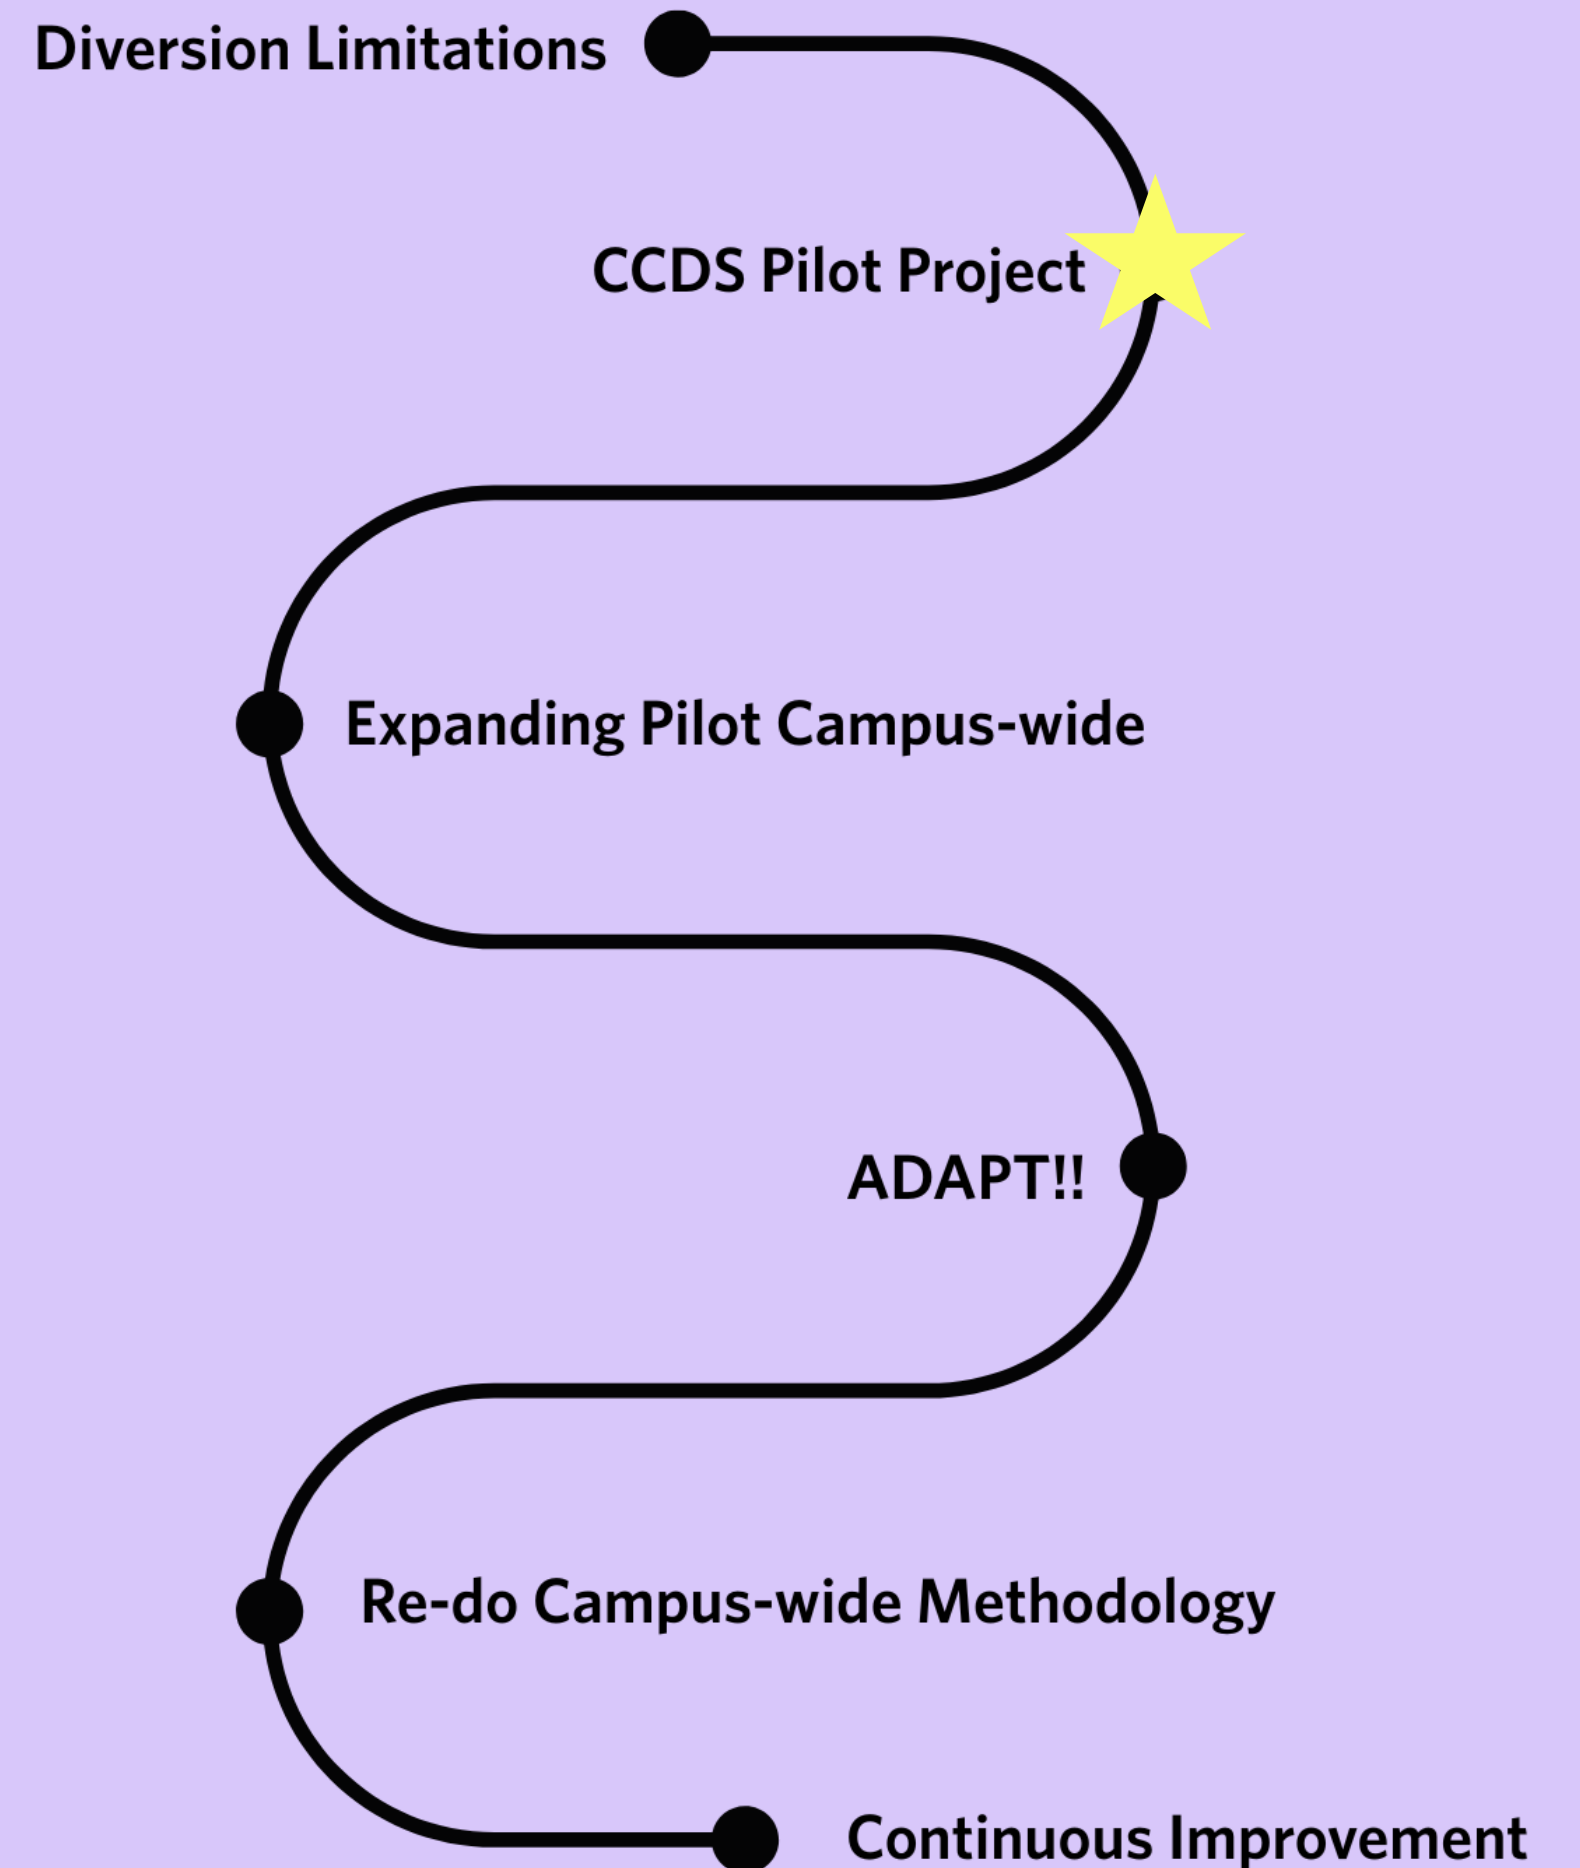 Diversion Limitations
CCDS Pilot Project
Expanding Pilot Campus-wide
ADAPT!!
Re-do Campus-wide Methodology
Continuous Improvement